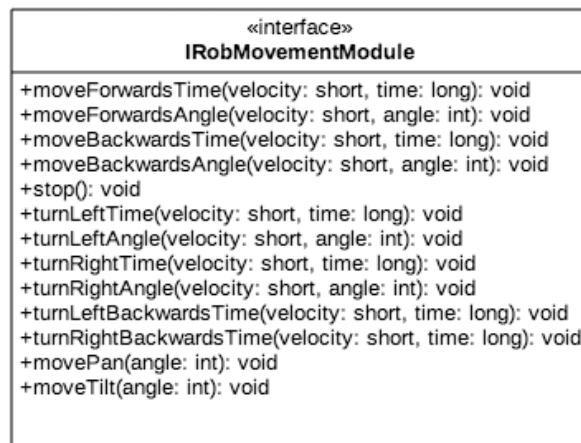 «interface»
IRobMovementModule
+moveForwardsTime(velocity: short, time: long): void
+moveForwardsAngle(velocity: short, angle: int): void
+moveBackwardsTime(velocity: short, time: long): void
+moveBackwardsAngle(velocity: short, angle: int): void
+stop(): void
+turnLeftTime(velocity: short, time: long): void
+turnLeftAngle(velocity: short, angle: int): void
+turnRightTime(velocity: short, time: long): void
+turnRightAngle(velocity: short, angle: int): void
+turnLeftBackwardsTime(velocity: short, time: long): void
+turnRightBackwardsTime(velocity: short, time: long): void
+movePan(angle: int): void
+moveTilt(angle: int): void